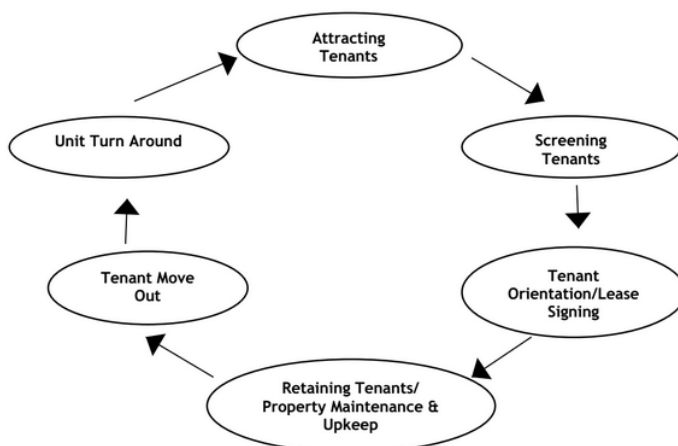 Attracting
Tenants
Screening
Tenants
Tenant
Orientation/Lease
Signing
Retaining Tenants/
Property Maintenance &
Upkeep
Tenant Move
Out
Unit Turn Around